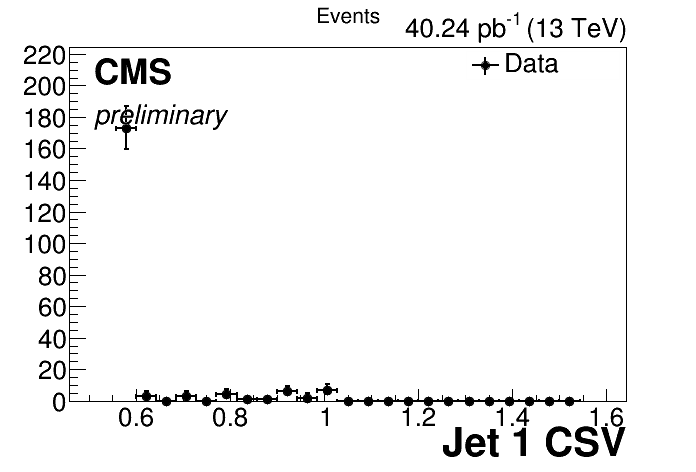 Events
40.24 pb-1 (13 TeV)
CMS
Data
preliminary
220
200
180
160
140
120
100
80
60
40
20
0
0.6 0.8 1 1.2 1.4 1.6
Jet 1 CSV